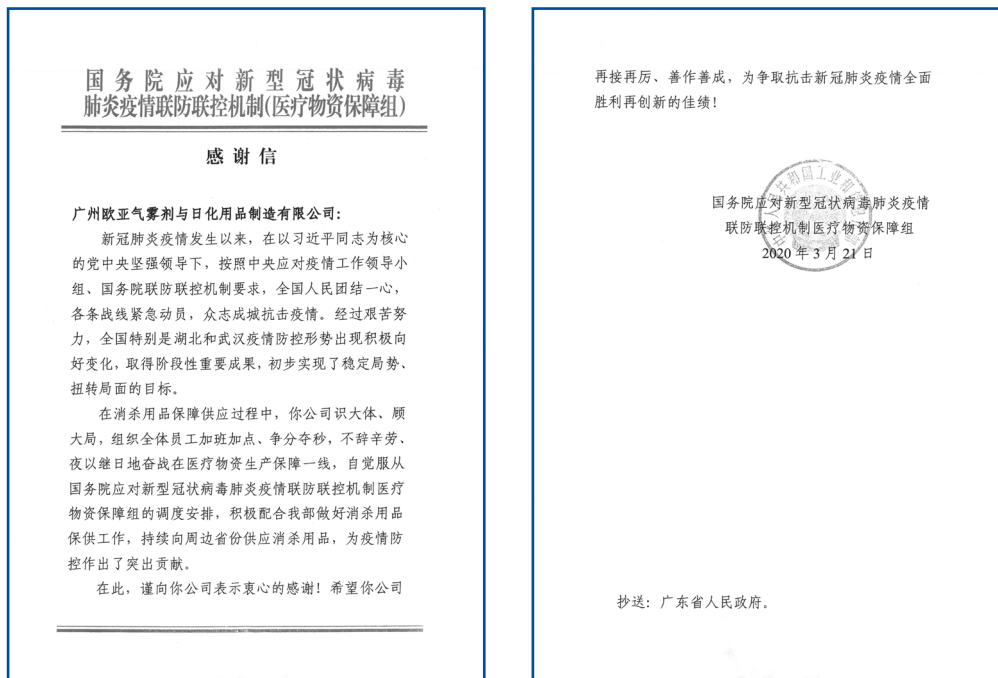 国务院应对新型冠状病毒
肺炎疫情联防联控机制(医疗物资保障组)
感谢信
广州欧亚气雾剂与日化用品制造有限公司：
新冠肺炎疫情发生以来，在以习近平同志为核心
的党中央坚强领导下，按照中央应对疫情工作领导小
组、国务院联防联控机制要求，全国人民团结一心，
各条战线紧急动员，众志成城抗击疫情。经过艰苦努
力，全国特别是湖北和武汉疫情防控形势出现积极向
好变化，取得阶段性重要成果，初步实现了稳定局势、
扭转局面的目标。
在消杀用品保障供应过程中，你公司识大体、顾
大局，组织全体员工加班加点、争分夺秒，不辞辛劳、
夜以继日地奋战在医疗物资生产保障一线，自觉服从
国务院应对新型冠状病毒肺炎疫情联防联控机制医疗
物资保障组的调度安排，积极配合我部做好消杀用品
保供工作，持续向周边省份供应消杀用品，为疫情防
控作出了突出贡献。
在此，谨向你公司表示衷心的感谢！希望你公司
再接再厉、善作善成，为争取抗击新冠肺炎疫情全面
胜利再创新的佳绩！
国务院应对新型冠状病毒肺炎疫情
联防联控机制医疗物资保障组
2020 年 3 月 21 日
抄送：广东省人民政府。